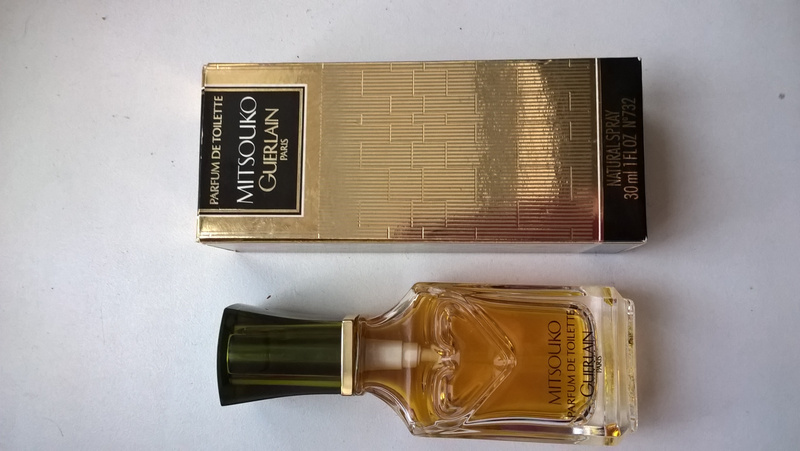 PARFUM DE TOILETTE
MITSOUKO
GUERLAIN
PARIS
NATURAL SPRAY
30 ml 1 FL.OZ N°732
MITSOUKO
PARFUM DE TOILETTE
GUERLAIN
PARIS